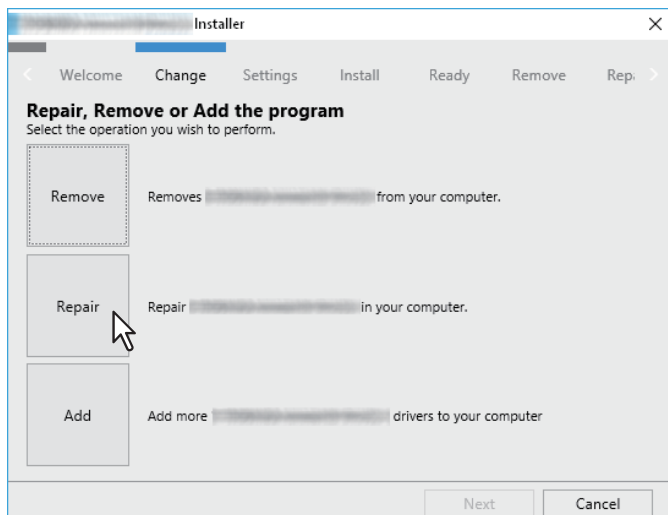 Installer
Welcome Change Settings Install Ready Remove
Repair, Remove or Add the program
Select the operation you wish to perform.
Remove
Removes from your computer.
Repair
Repair in your computer.
Add
Add more drivers to your computer
Next Cancel